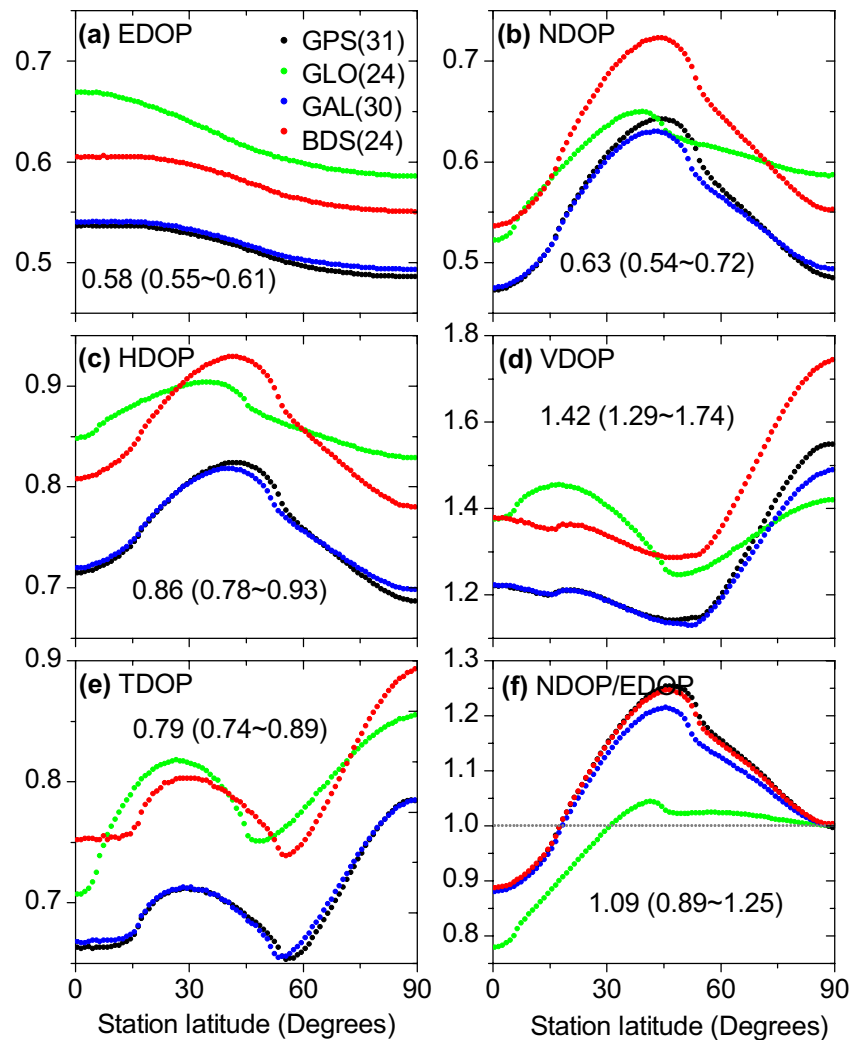 (a) EDOP
GPS(31)
GLO(24)
GAL(30)
BDS(24)
0.7
0.6
0.5
0.58 (0.55~0.61)
(b) NDOP
0.7
0.6
0.5
0.63 (0.54~0.72)
(c) HDOP
0.9
0.8
0.7
0.86 (0.78~0.93)
(d) VDOP
1.8
1.6
1.4
1.2
1.42 (1.29~1.74)
(e) TDOP
0.9
0.8
0.7
0.79 (0.74~0.89)
0 30 60 90
Station latitude (Degrees)
(f) NDOP/EDOP
1.3
1.2
1.1
1.0
0.9
0.8
1.09 (0.89~1.25)
0 30 60 90
Station latitude (Degrees)